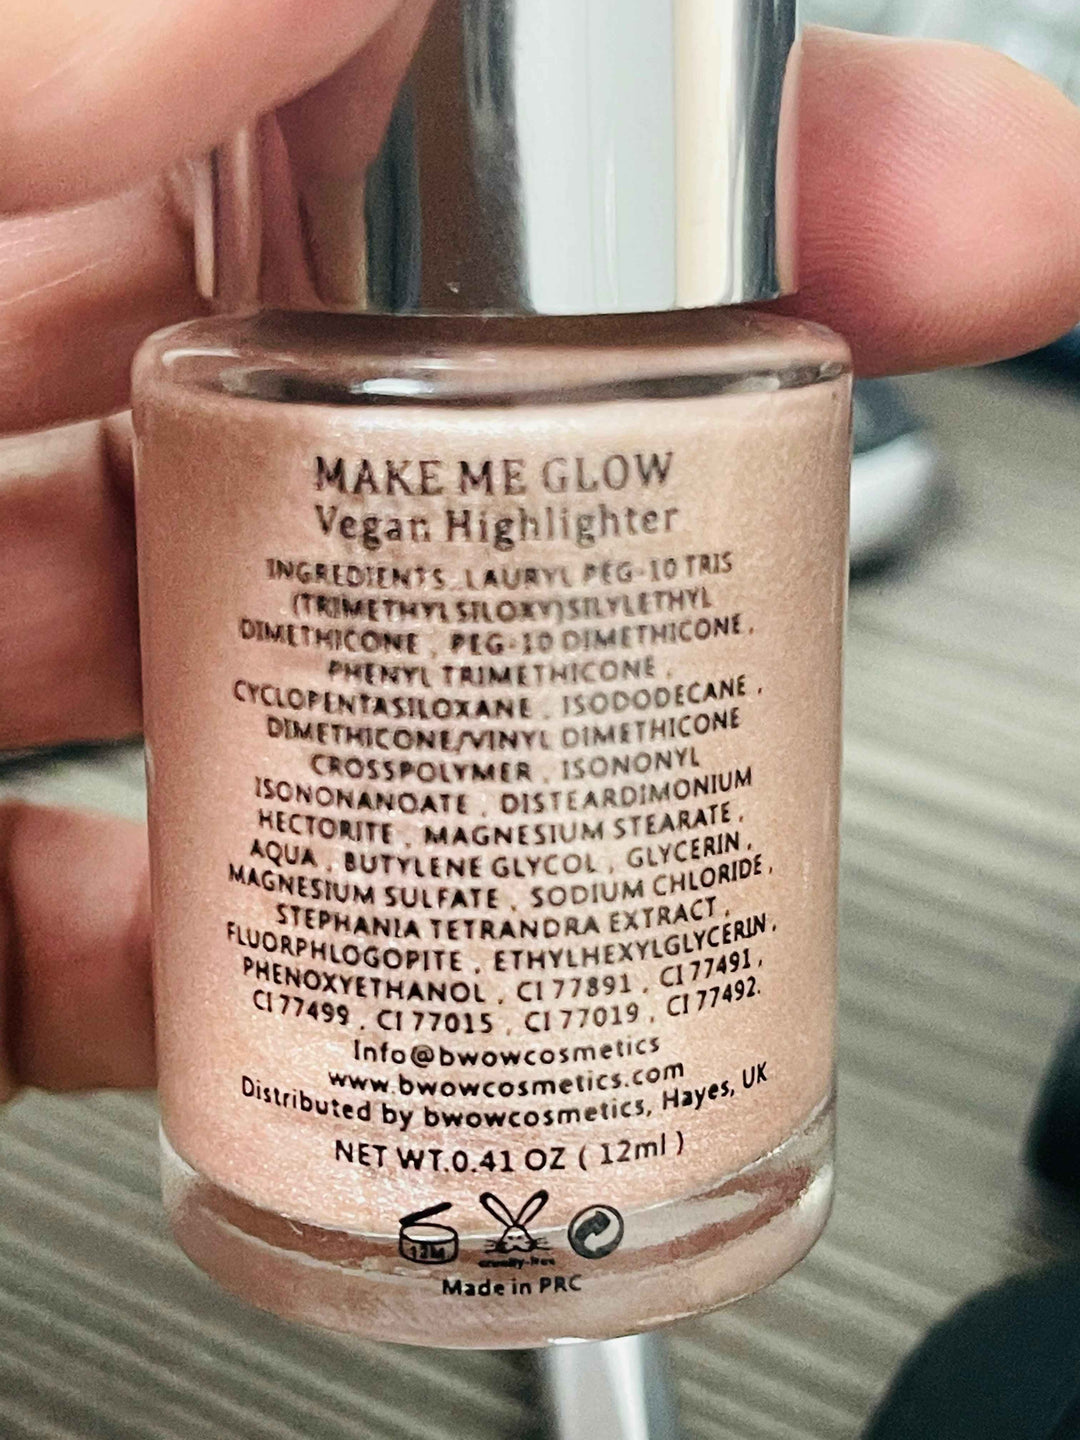 MAKE ME GLOW
Vegan Highlighter
INGREDIENTS : LAURYL PEG-10 TRIS
(TRIMETHYLSILOXY)SILYLETHYL
DIMETHICONE , PEG-10 DIMETHICONE ,
PHENYL TRIMETHICONE ,
CYCLOPENTASILOXANE , ISODODECANE ,
DIMETHICONE/VINYL DIMETHICONE
CROSSPOLYMER , ISONONYL
ISONONANOATE , DISTEARDIMONIUM
HECTORITE , MAGNESIUM STEARATE ,
AQUA , BUTYLENE GLYCOL , GLYCERIN ,
MAGNESIUM SULFATE , SODIUM CHLORIDE ,
STEPHANIA TETRANDRA EXTRACT ,
FLUORPHLOGOPITE , ETHYLHEXYLGLYCERIN ,
PHENOXYETHANOL , CI 77891 , CI 77491 ,
CI 77499 , CI 77015 , CI 77019 , CI 77492.
Info@bwowcosmetics
www.bwowcosmetics.com
Distributed by bwowcosmetics, Hayes, UK
NET WT.0.41 OZ ( 12ml )
12M
cruelty-free
Made in PRC